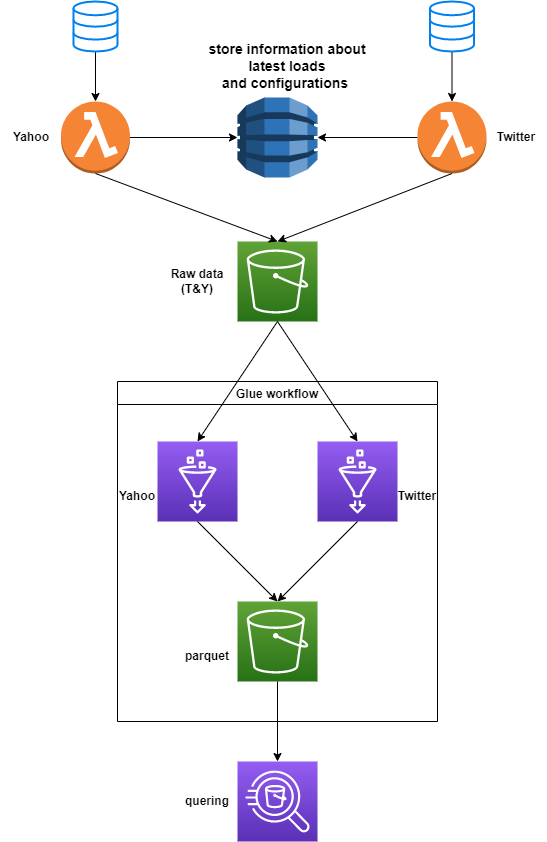 store information about
latest loads
and configurations
Yahoo
Twitter
Raw data
(T&Y)
Glue workflow
Yahoo
Twitter
parquet
quering